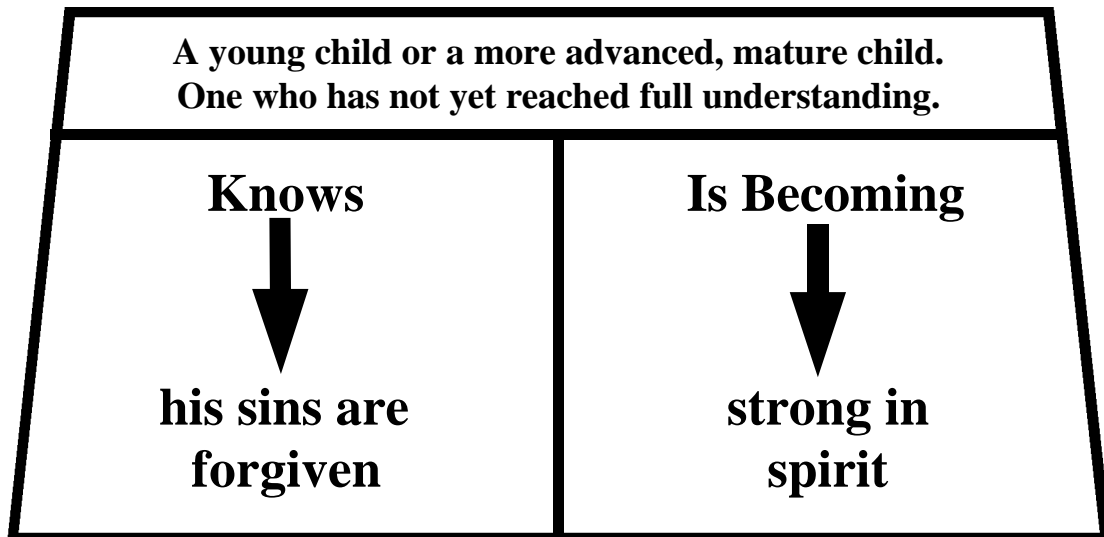 A young child or a more advanced, mature child.
One who has not yet reached full understanding.
Knows
his sins are
forgiven
Is Becoming
strong in
spirit